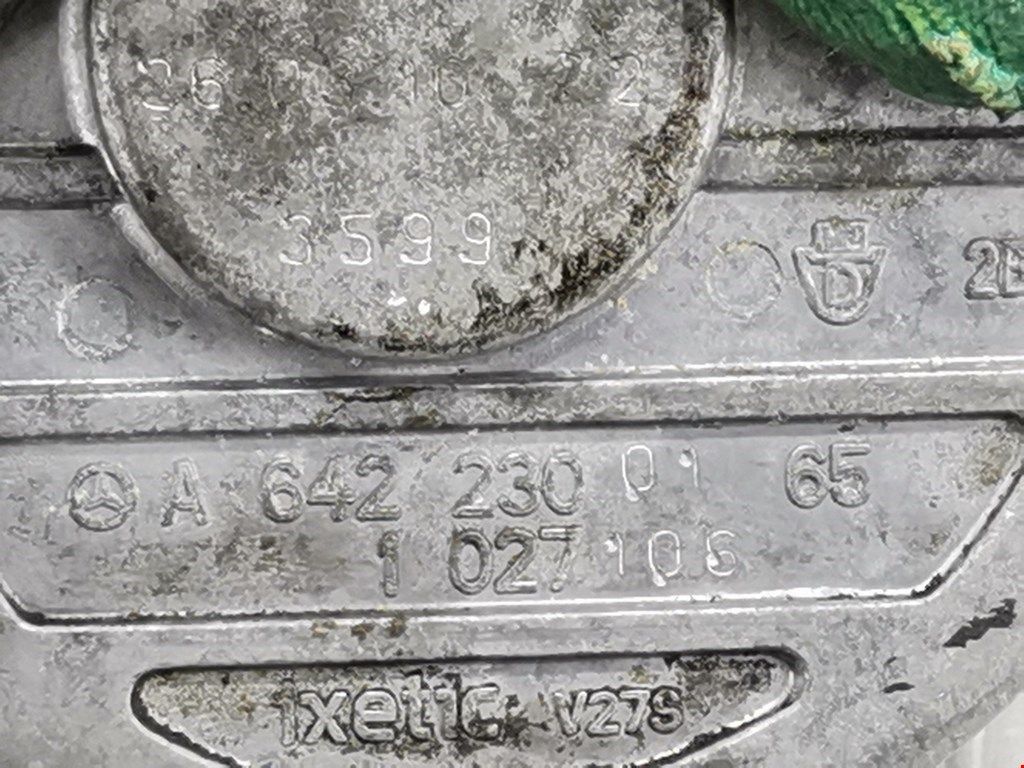 3599
D
A 642 230 01 65
1 027 106
ixetic V27S